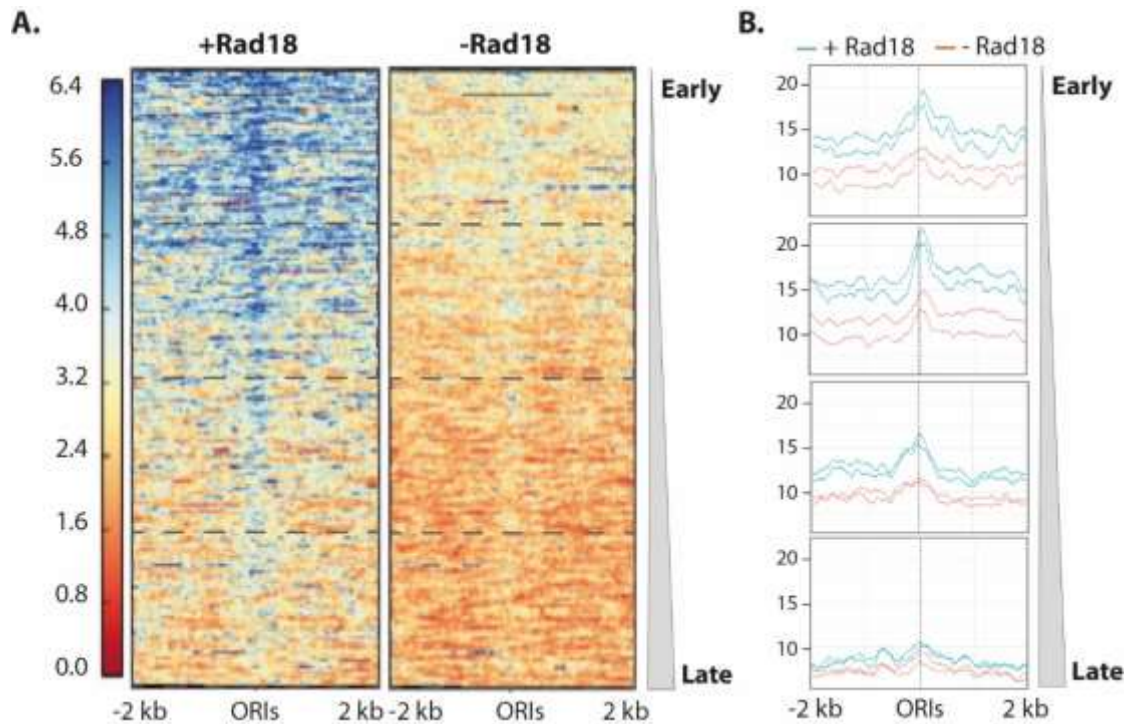 A.
+Rad18
-Rad18
6.4
5.6
4.8
4.0
3.2
2.4
1.6
0.8
0.0
-2 kb ORIs 2 kb -2 kb ORIs 2 kb
Early
Late
B.
+ Rad18 - Rad18
20
15
10
20
15
10
20
15
10
20
15
10
-2 kb ORIs 2 kb
Early
Late